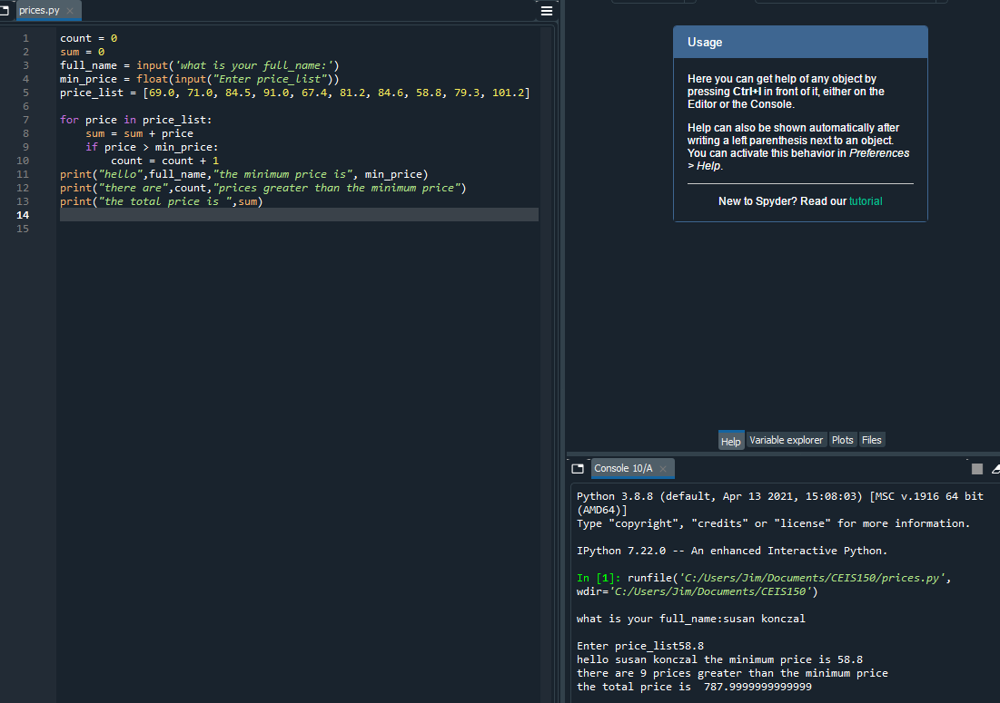 prices.py
1 count = 0
2 sum = 0
3 full_name = input('what is your full_name:')
4 min_price = float(input("Enter price_list"))
5 price_list = [69.0, 71.0, 84.5, 91.0, 67.4, 81.2, 84.6, 58.8, 79.3, 101.2]
6
7 for price in price_list:
8     sum = sum + price
9     if price > min_price:
10         count = count + 1
11 print("hello",full_name,"the minimum price is", min_price)
12 print("there are",count,"prices greater than the minimum price")
13 print("the total price is ",sum)
14
15
Usage
Here you can get help of any object by
pressing Ctrl+I in front of it, either on the
Editor or the Console.
Help can also be shown automatically after
writing a left parenthesis next to an object.
You can activate this behavior in Preferences
> Help.
New to Spyder? Read our tutorial
Help Variable explorer Plots Files
Console 10/A
Python 3.8.8 (default, Apr 13 2021, 15:08:03) [MSC v.1916 64 bit
(AMD64)]
Type "copyright", "credits" or "license" for more information.
IPython 7.22.0 -- An enhanced Interactive Python.
In [1]: runfile('C:/Users/Jim/Documents/CEIS150/prices.py',
wdir='C:/Users/Jim/Documents/CEIS150')
what is your full_name:susan konczal
Enter price_list58.8
hello susan konczal the minimum price is 58.8
there are 9 prices greater than the minimum price
the total price is  787.9999999999999